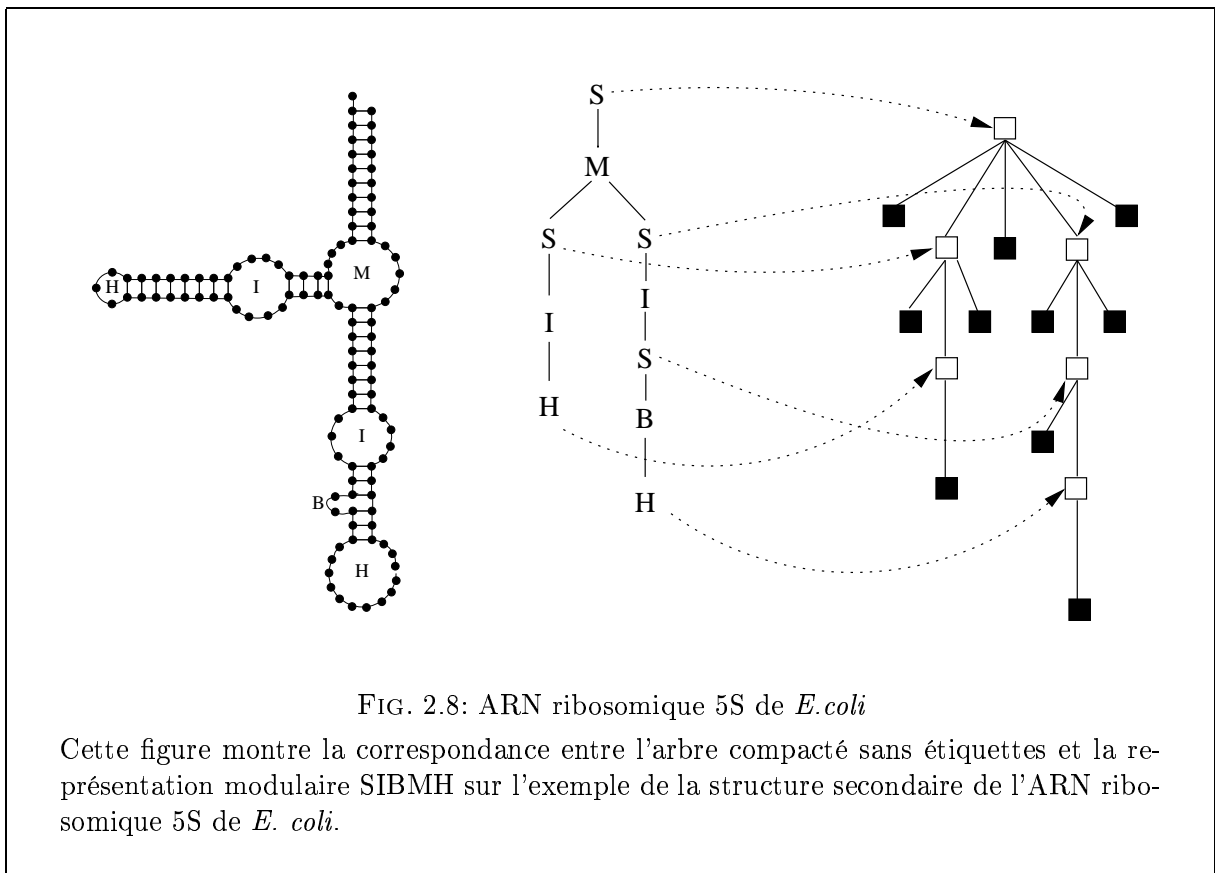 H
I
M
I
B
H
S
M
S
S
I
I
S
H
B
H
FIG. 2.8: ARN ribosomique 5S de E.coli
Cette figure montre la correspondance entre l'arbre compacté sans étiquettes et la re-
présentation modulaire SIBMH sur l'exemple de la structure secondaire de l'ARN ribo-
somique 5S de E. coli.